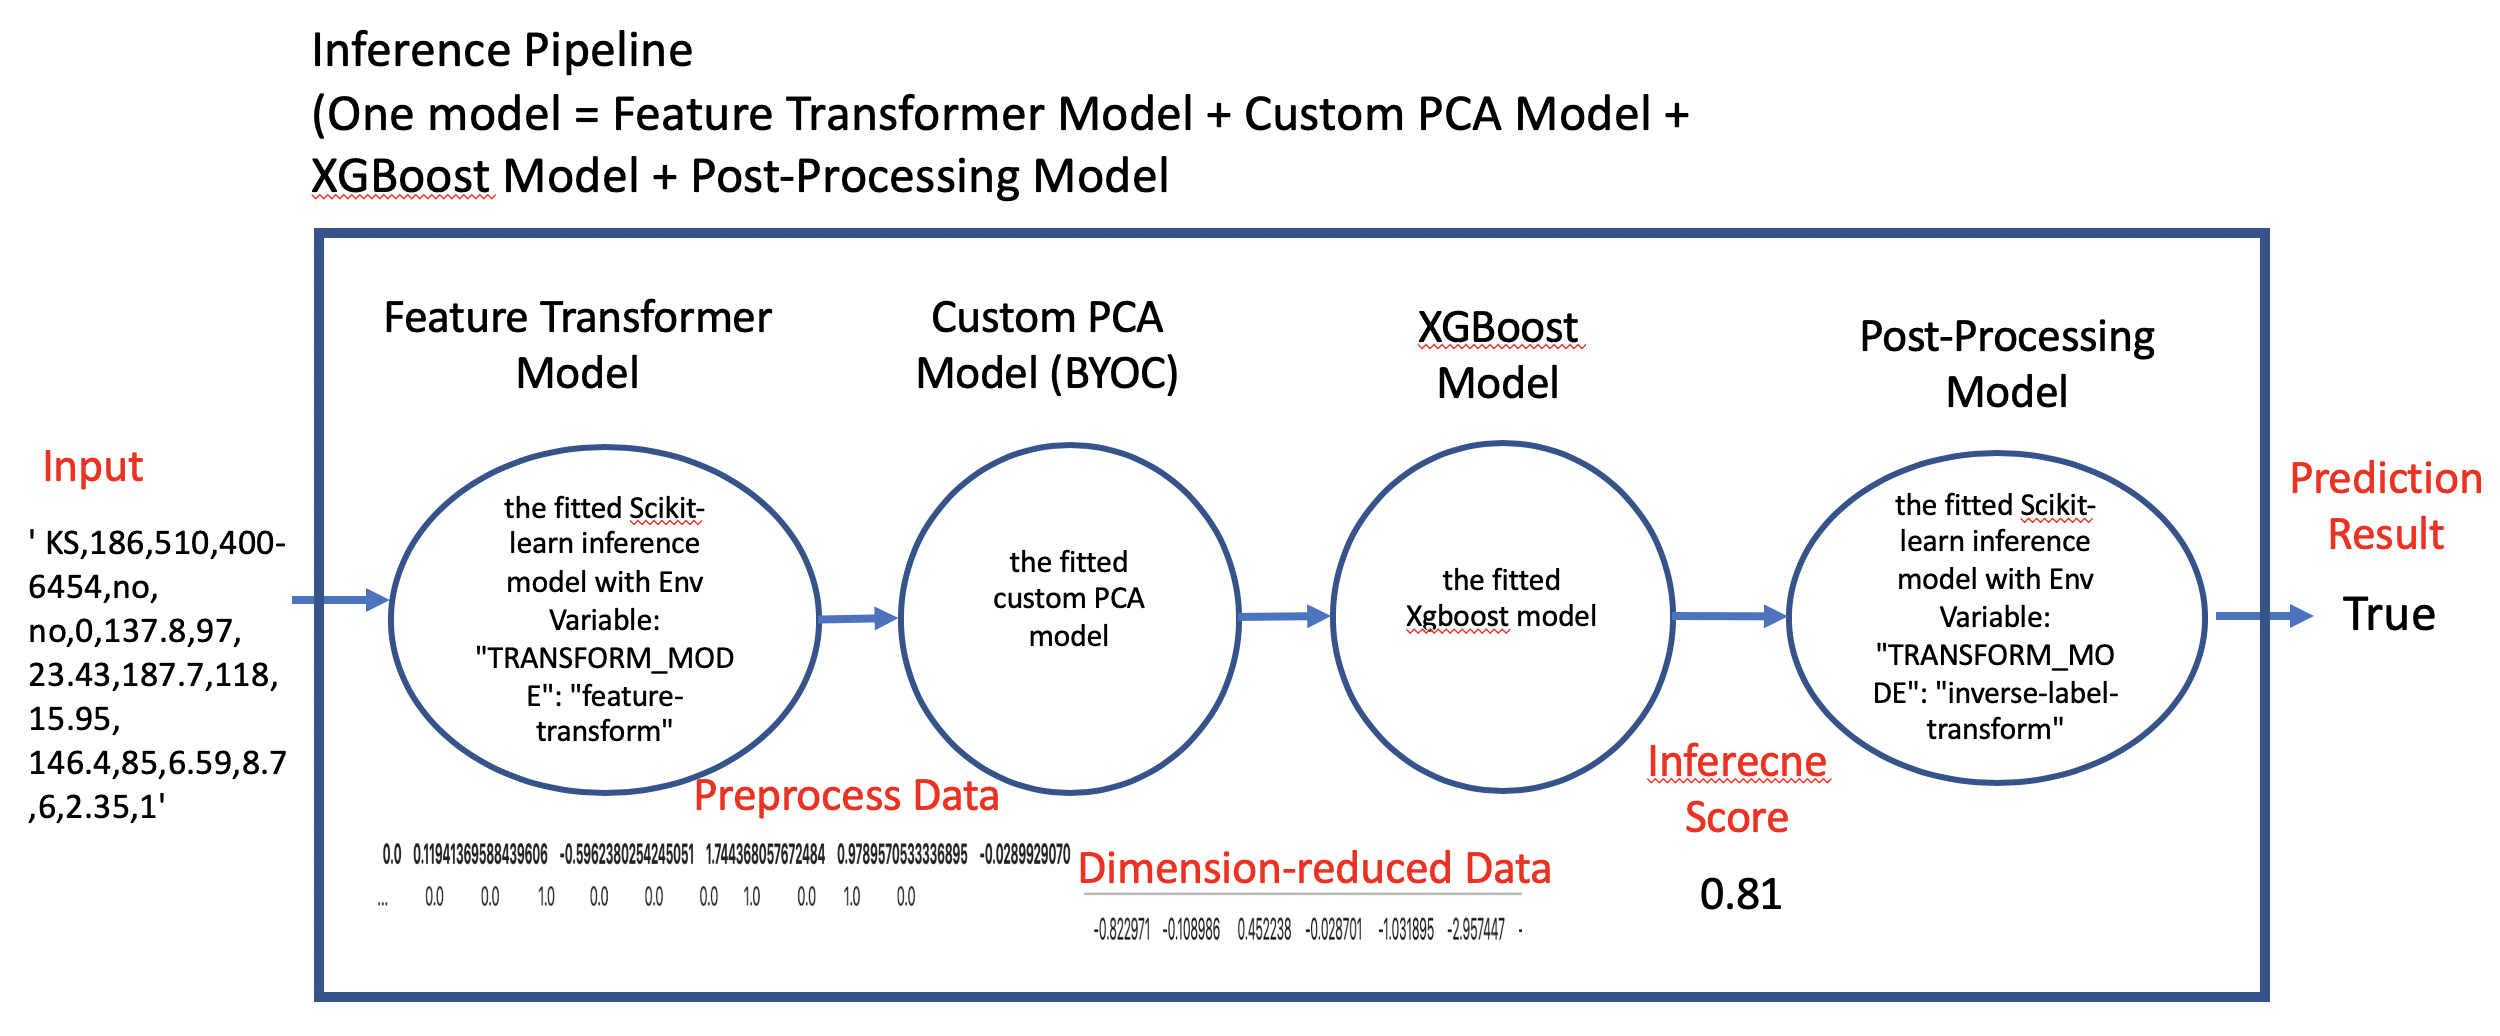 Inference Pipeline
(One model = Feature Transformer Model + Custom PCA Model +
XGBoost Model + Post-Processing Model
Feature Transformer
Model
Custom PCA
Model (BYOC)
XGBoost
Model
Post-Processing
Model
Input
' KS,186,510,400-
6454,no,
no,0,137.8,97,
23.43,187.7,118,
15.95,
146.4,85,6.59,8.7
,6,2.35,1'
the fitted Scikit-
learn inference
model with Env
Variable:
"TRANSFORM_MOD
E": "feature-
transform"
the fitted
custom PCA
model
the fitted
Xgboost model
the fitted Scikit-
learn inference
model with Env
Variable:
"TRANSFORM_MO
DE": "inverse-label-
transform"
Prediction
Result
True
Preprocess Data
0.0 0.11941369588439606 -0.5962380254245051 1.744368057672484 0.9789570533336895 -0.0289929070
... 0.0 0.0 1.0 0.0 0.0 0.0 1.0 0.0 1.0 0.0
Dimension-reduced Data
-0.822971 -0.108986 0.452238 -0.028701 -1.031895 -2.957447 -
Inferecne
Score
0.81